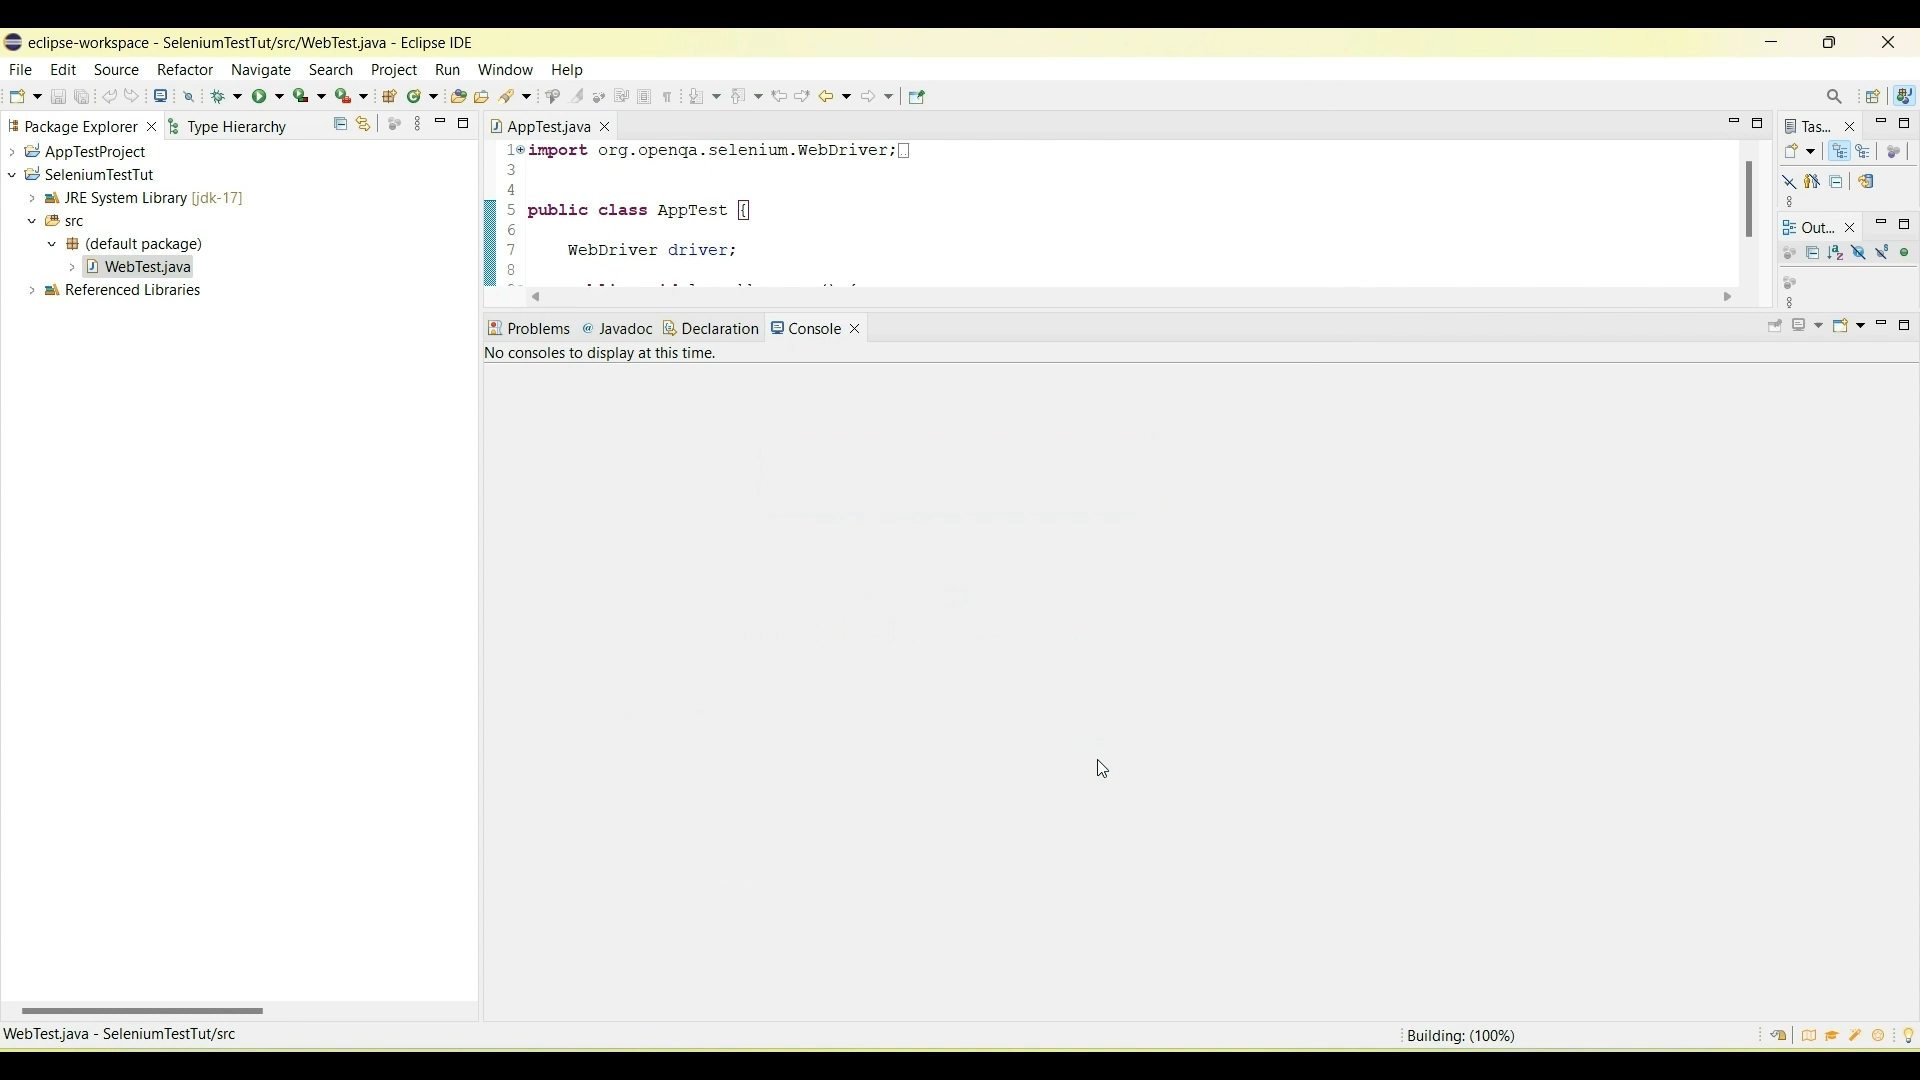 eclipse-workspace - SeleniumTestTut/src/WebTest.java - Eclipse IDE
File Edit Source Refactor Navigate Search Project Run Window Help
Package Explorer Type Hierarchy
AppTestProject
SeleniumTestTut
JRE System Library [jdk-17]
src
(default package)
WebTest.java
Referenced Libraries
AppTest.java
1 import org.openqa.selenium.WebDriver;
3
4
5 public class AppTest {
6
7 WebDriver driver;
8
Tas...
Out...
Problems Javadoc Declaration Console
No consoles to display at this time.
WebTest.java - SeleniumTestTut/src
Building: (100%)